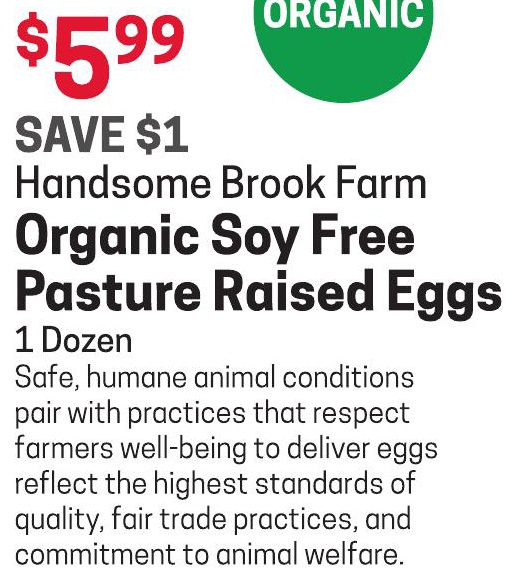 ORGANIC
$5.99
SAVE $1
Handsome Brook Farm
Organic Soy Free
Pasture Raised Eggs
1 Dozen
Safe, humane animal conditions
pair with practices that respect
farmers well-being to deliver eggs
reflect the highest standards of
quality, fair trade practices, and
commitment to animal welfare.